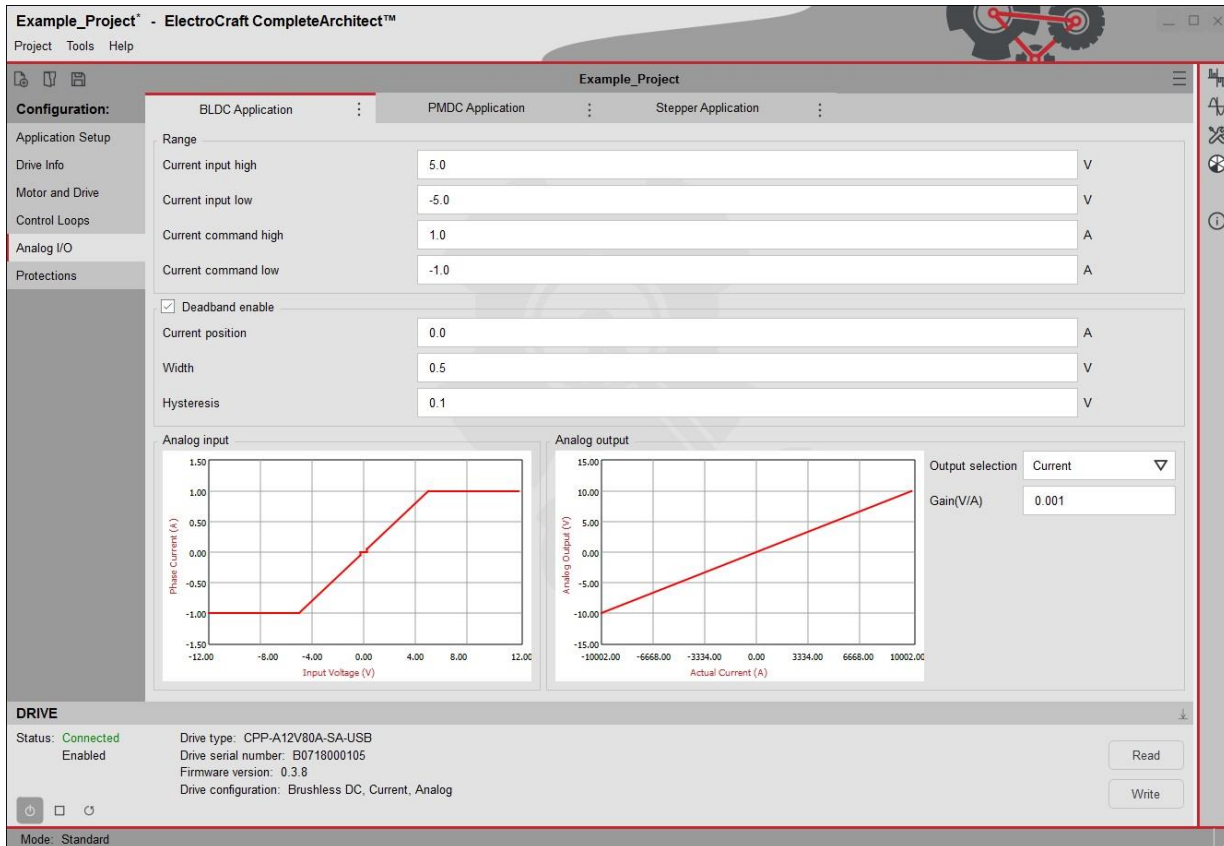 Example_Project* - ElectroCraft CompleteArchitect™
Project Tools Help
Example_Project
Configuration:
BLDC Application
PMDC Application
Stepper Application
Application Setup
Drive Info
Motor and Drive
Control Loops
Analog I/O
Protections
Range
Current input high 5.0 V
Current input low -5.0 V
Current command high 1.0 A
Current command low -1.0 A
Deadband enable
Current position 0.0 A
Width 0.5 V
Hysteresis 0.1 V
Analog input
1.50
1.00
0.50
0.00
-0.50
-1.00
-1.50
Phase Current (A)
-12.00 -8.00 -4.00 0.00 4.00 8.00 12.00
Input Voltage (V)
Analog output
15.00
10.00
5.00
0.00
-5.00
-10.00
-15.00
Analog Output (V)
-10002.00 -6668.00 -3334.00 0.00 3334.00 6668.00 10002.00
Actual Current (A)
Output selection Current
Gain(V/A) 0.001
DRIVE
Status: Connected
Enabled
Drive type: CPP-A12V80A-SA-USB
Drive serial number: B0718000105
Firmware version: 0.3.8
Drive configuration: Brushless DC, Current, Analog
Read
Write
Mode: Standard